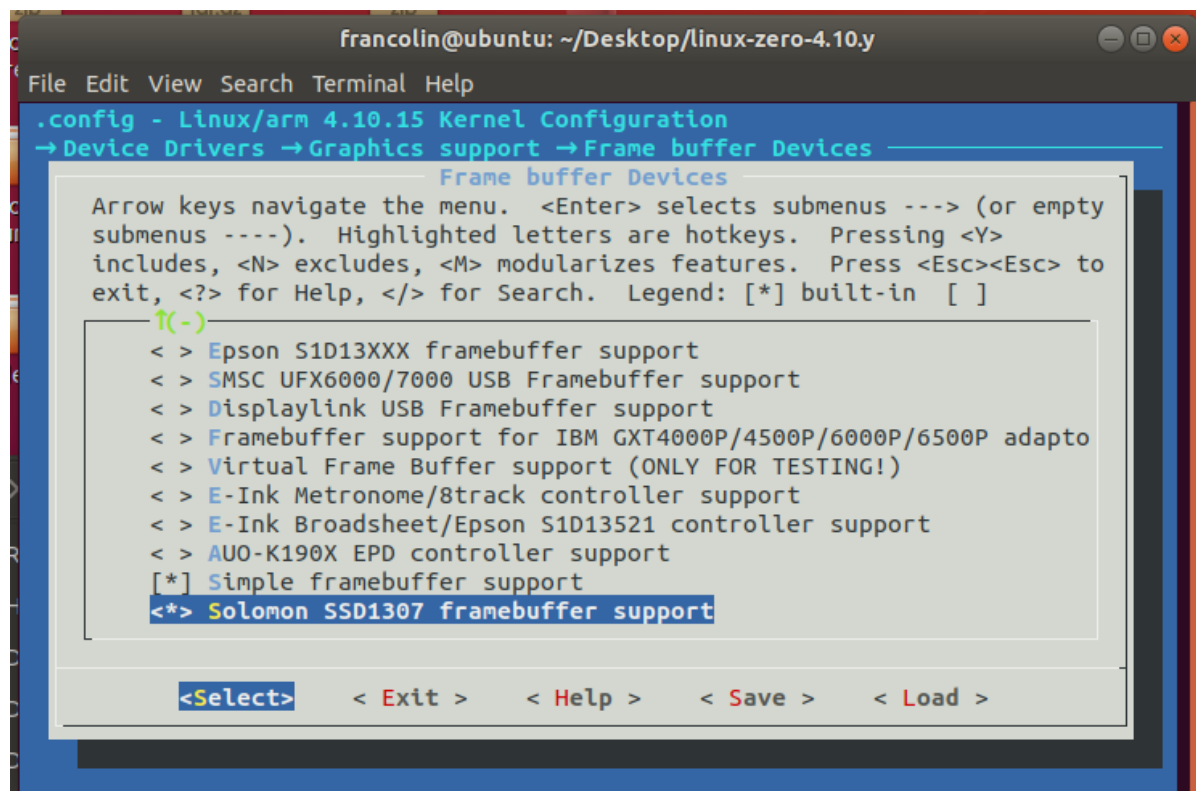 francolin@ubuntu: ~/Desktop/linux-zero-4.10.y
File Edit View Search Terminal Help
.config - Linux/arm 4.10.15 Kernel Configuration
→ Device Drivers → Graphics support → Frame buffer Devices
Frame buffer Devices
Arrow keys navigate the menu. <Enter> selects submenus ---> (or empty
submenus ----). Highlighted letters are hotkeys. Pressing <Y>
includes, <N> excludes, <M> modularizes features. Press <Esc><Esc> to
exit, <?> for Help, </> for Search. Legend: [*] built-in [ ]
↑(-)
< > Epson S1D13XXX framebuffer support
< > SMSC UFX6000/7000 USB Framebuffer support
< > Displaylink USB Framebuffer support
< > Framebuffer support for IBM GXT4000P/4500P/6000P/6500P adapto
< > Virtual Frame Buffer support (ONLY FOR TESTING!)
< > E-Ink Metronome/8track controller support
< > E-Ink Broadsheet/Epson S1D13521 controller support
< > AUO-K190X EPD controller support
[*] Simple framebuffer support
<*> Solomon SSD1307 framebuffer support
<Select> < Exit > < Help > < Save > < Load >